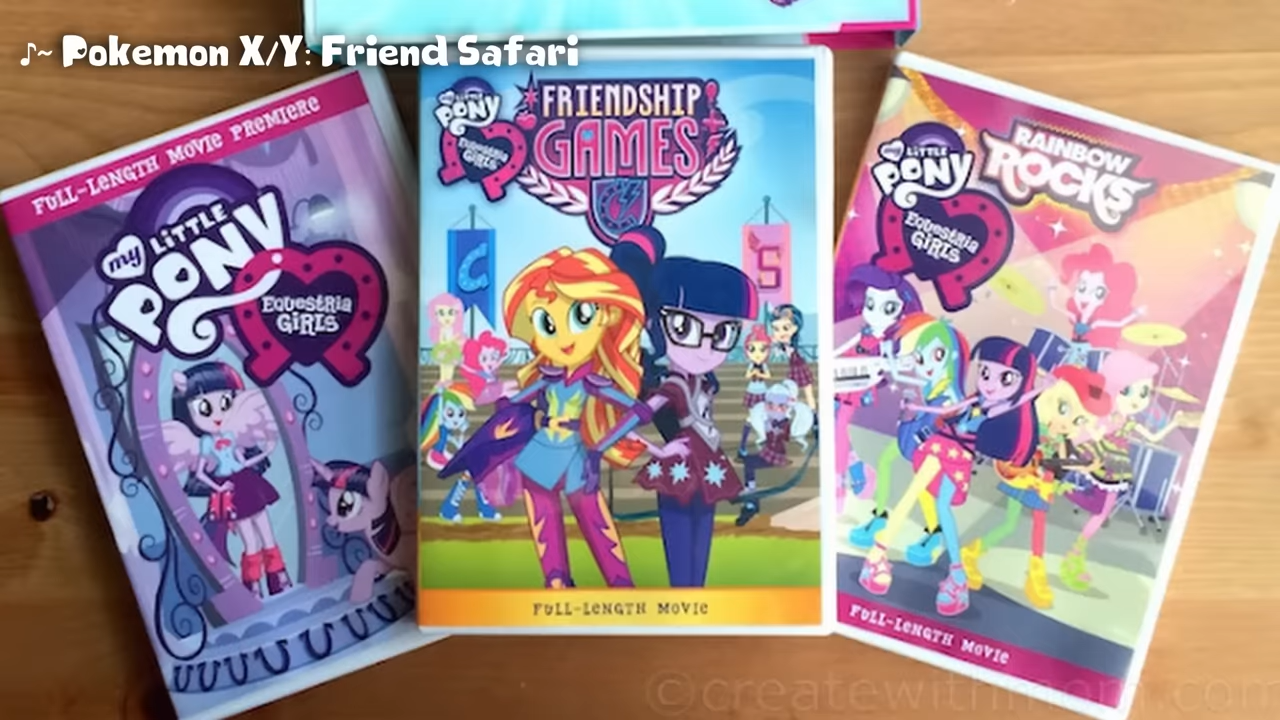 ♪~ Pokemon X/Y: Friend Safari
FULL-LENGTH MOVIE PREMIERE
my LITTLE
PONY
EQUESTRIA
GIRLS
my LITTLE
PONY
EQUESTRIA
GIRLS
FRIENDSHIP
GAMES
C
S
FULL-LENGTH MOVIE
my LITTLE
PONY
EQUESTRIA
GIRLS
RAINBOW
ROCKS
FULL-LENGTH MOVIE
©createwithmom.com